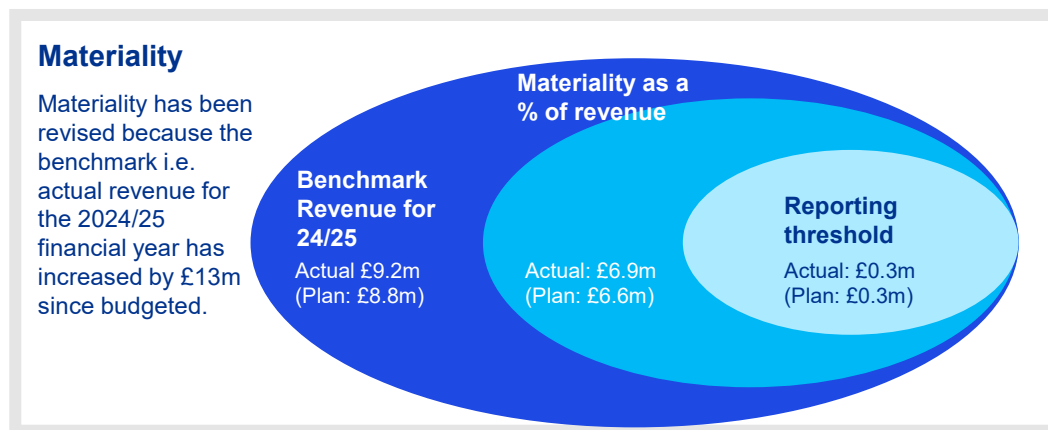 Materiality
Materiality has been
revised because the
benchmark i.e.
actual revenue for
the 2024/25
financial year has
increased by £13m
since budgeted.
Benchmark
Revenue for
24/25
Actual £9.2m
(Plan: £8.8m)
Materiality as a
% of revenue
Actual: £6.9m
(Plan: £6.6m)
Reporting
threshold
Actual: £0.3m
(Plan: £0.3m)